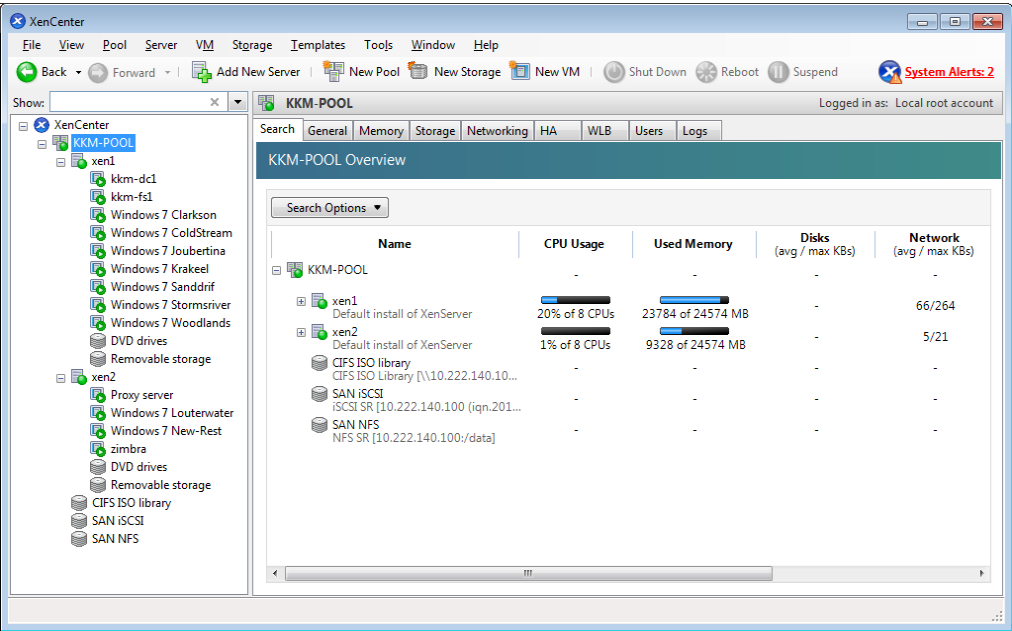 XenCenter
File View Pool Server VM Storage Templates Tools Window Help
Back Forward Add New Server New Pool New Storage New VM Shut Down Reboot Suspend System Alerts: 2
Show:
KKM-POOL Logged in as: Local root account
XenCenter
KKM-POOL
xen1
kkm-dc1
kkm-fs1
Windows 7 Clarkson
Windows 7 ColdStream
Windows 7 Joubertina
Windows 7 Krakeel
Windows 7 Sanddrif
Windows 7 Stormsriver
Windows 7 Woodlands
DVD drives
Removable storage
xen2
Proxy server
Windows 7 Louterwater
Windows 7 New-Rest
zimbra
DVD drives
Removable storage
CIFS ISO library
SAN iSCSI
SAN NFS
Search General Memory Storage Networking HA WLB Users Logs
KKM-POOL Overview
Search Options
Name CPU Usage Used Memory Disks (avg / max KBs) Network (avg / max KBs)
KKM-POOL - - - -
xen1
Default install of XenServer 20% of 8 CPUs 23784 of 24574 MB - 66/264
xen2
Default install of XenServer 1% of 8 CPUs 9328 of 24574 MB - 5/21
CIFS ISO library
CIFS ISO Library [\\10.222.140.10... - - - -
SAN iSCSI
iSCSI SR [10.222.140.100 (iqn.201... - - - -
SAN NFS
NFS SR [10.222.140.100:/data] - - - -